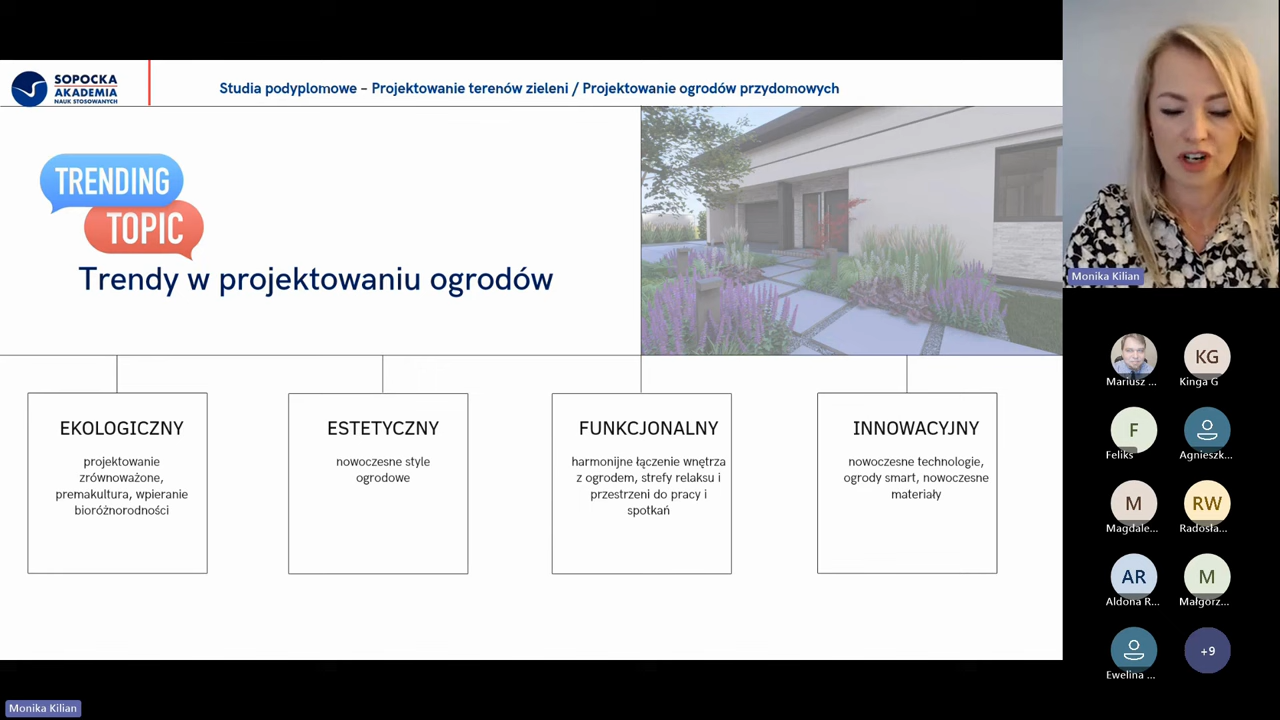 SOPOCKA
AKADEMIA
NAUK STOSOWANYCH
Studia podyplomowe – Projektowanie terenów zieleni / Projektowanie ogrodów przydomowych
TRENDING
TOPIC
Trendy w projektowaniu ogrodów
EKOLOGICZNY
projektowanie
zrównoważone,
premakultura, wpieranie
bioróżnorodności
ESTETYCZNY
nowoczesne style
ogrodowe
FUNKCJONALNY
harmonijne łączenie wnętrza
z ogrodem, strefy relaksu i
przestrzeni do pracy i
spotkań
INNOWACYJNY
nowoczesne technologie,
ogrody smart, nowoczesne
materiały
Monika Kilian
Mariusz ...
KG
Kinga G
F
Feliks
Agnieszk...
M
Magdale...
RW
Radosła...
AR
Aldona R...
M
Małgorz...
Ewelina ...
+9
Monika Kilian